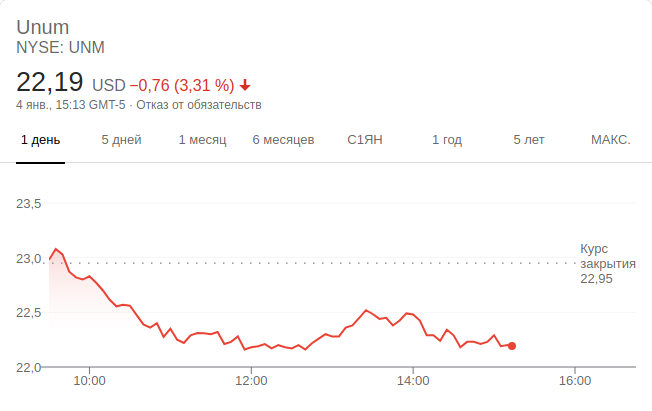 Unum
NYSE: UNM
22,19 USD −0,76 (3,31 %)
4 янв., 15:13 GMT-5 · Отказ от обязательств
1 день 5 дней 1 месяц 6 месяцев С1ЯН 1 год 5 лет МАКС.
23,5
23,0
22,5
22,0
Курс
закрытия
22,95
10:00 12:00 14:00 16:00